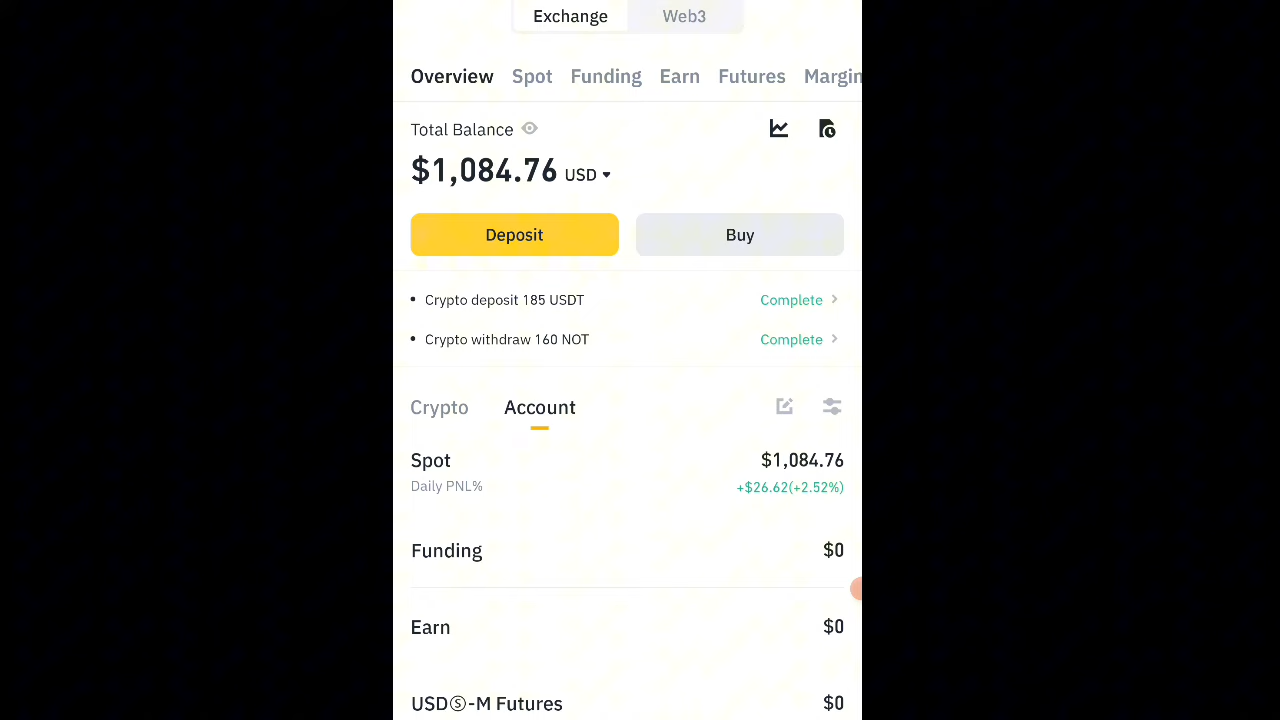 Exchange Web3
Overview Spot Funding Earn Futures Margin
Total Balance
$1,084.76 USD
Deposit Buy
Crypto deposit 185 USDT Complete
Crypto withdraw 160 NOT Complete
Crypto Account
Spot $1,084.76
Daily PNL% +$26.62(+2.52%)
Funding $0
Earn $0
USDⓈ-M Futures $0